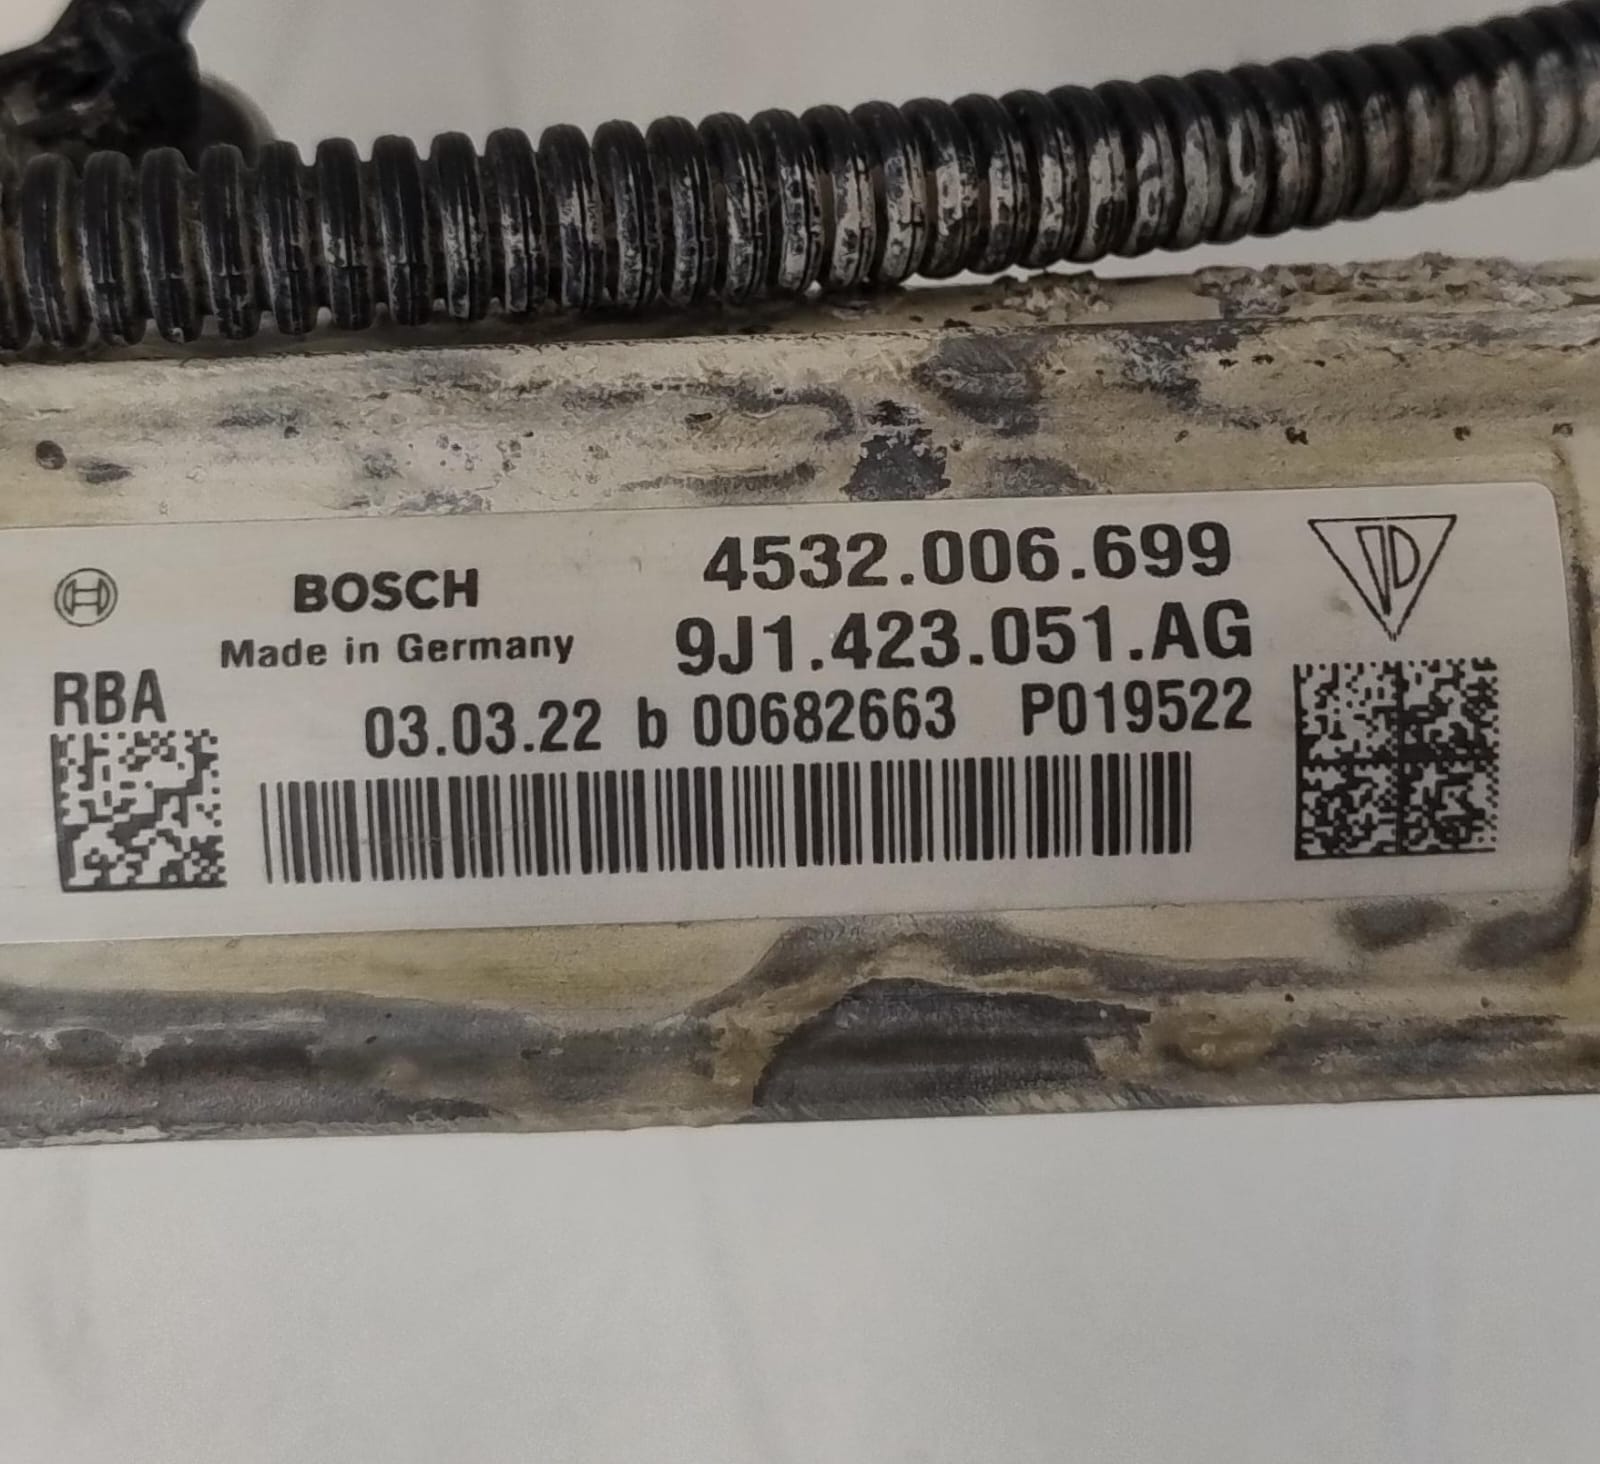 BOSCH 4532.006.699
Made in Germany 9J1.423.051.AG
RBA 03.03.22 b 00682663 P019522